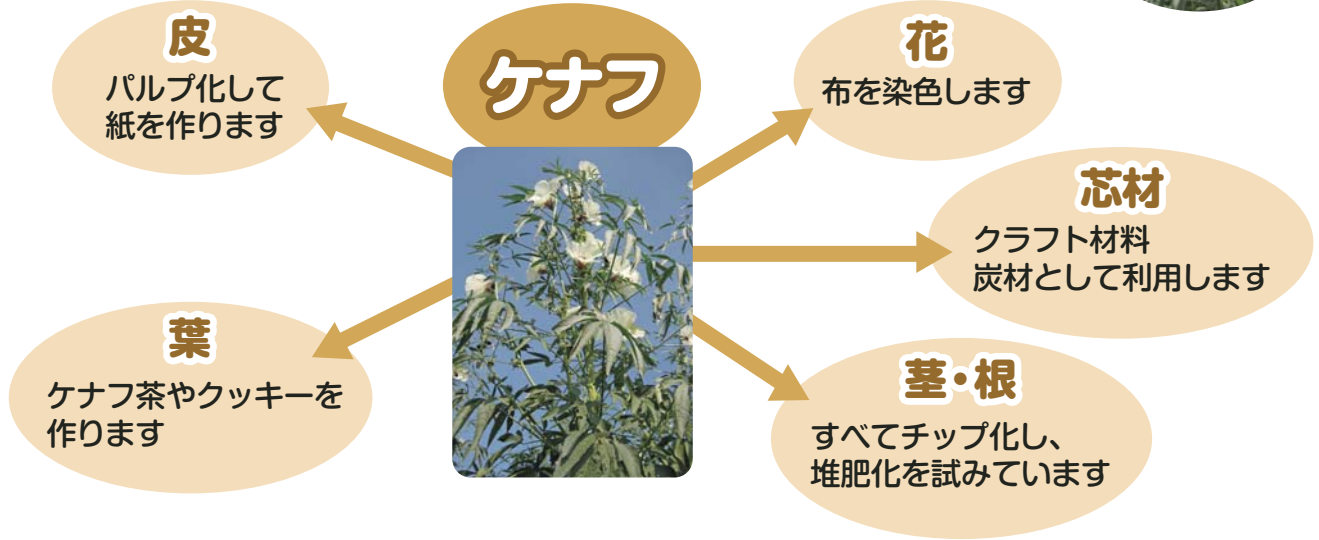 ケナフ
皮
パルプ化して
紙を作ります
花
布を染色します
芯材
クラフト材料
炭材として利用します
葉
ケナフ茶やクッキーを
作ります
茎・根
すべてチップ化し、
堆肥化を試みています